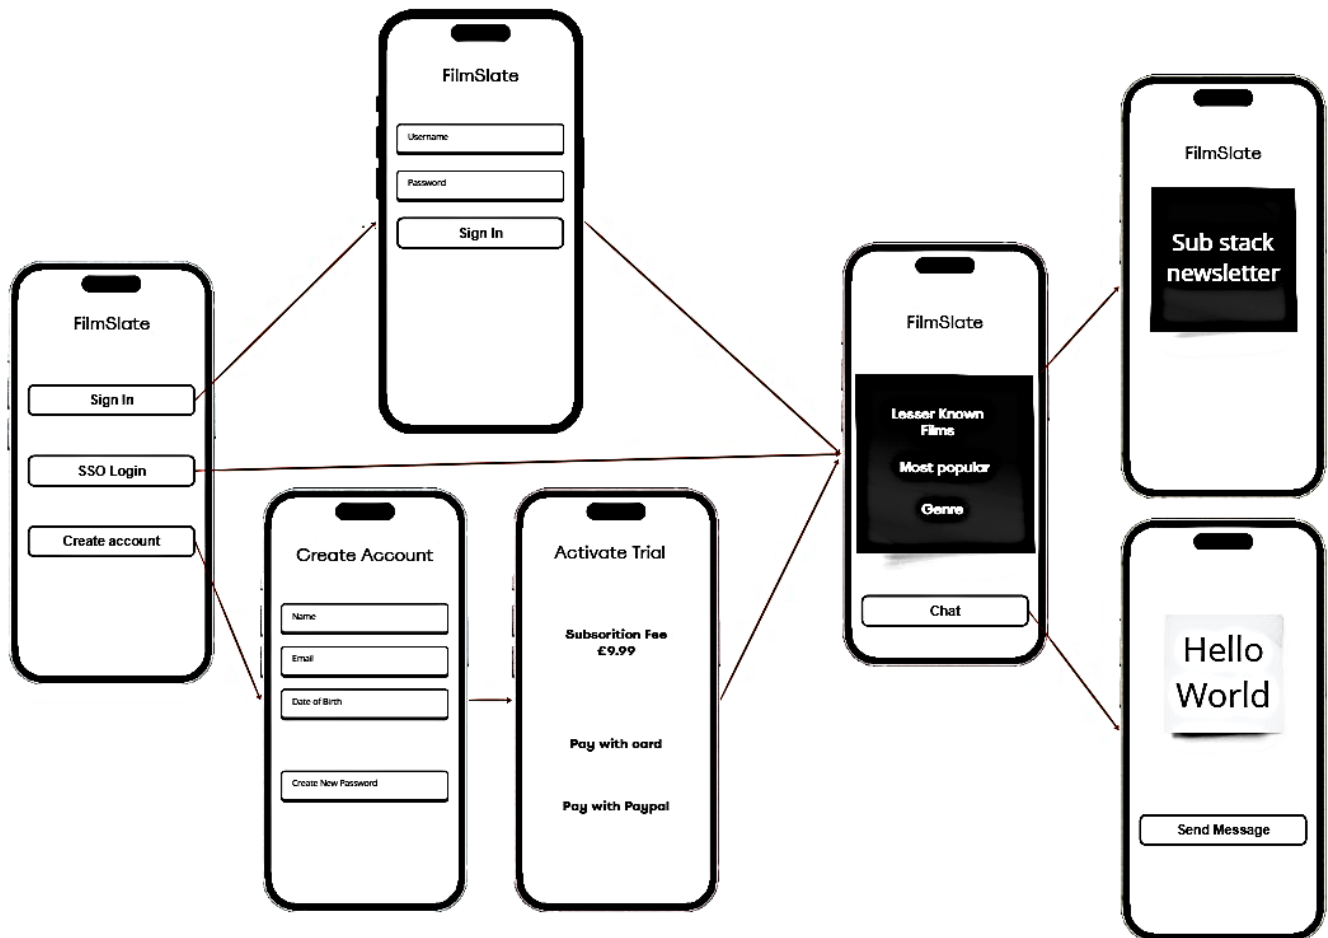 FilmSlate
Sign In
SSO Login
Create account
FilmSlate
Username
Password
Sign In
Create Account
Name
Email
Date of Birth
Create New Password
Activate Trial
Subsorition Fee
£9.99
Pay with card
Pay with Paypal
FilmSlate
Lesser Known
Films
Most popular
Genre
Chat
FilmSlate
Sub stack
newsletter
Hello
World
Send Message